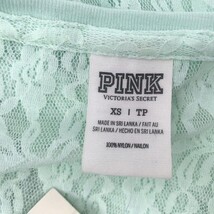 PINK
VICTORIA'S SECRET
XS | TP
MADE IN SRI LANKA / FAIT AU
SRI LANKA / HECHO EN SRI LANKA
100% NYLON / NAILON